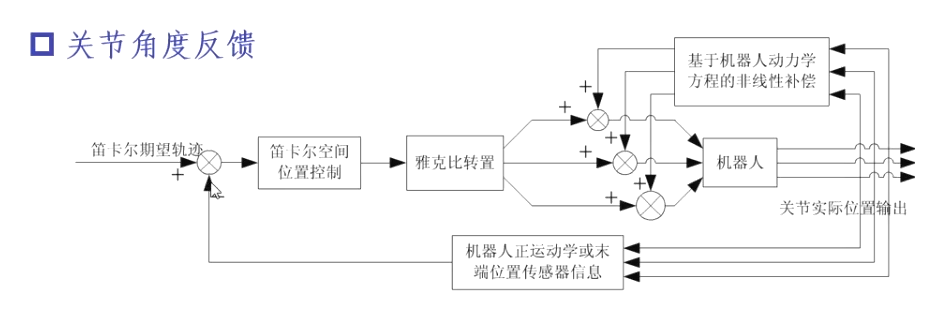 关节角度反馈
基于机器人动力学
方程的非线性补偿
+
+
笛卡尔期望轨迹
+
笛卡尔空间
位置控制
雅克比转置
+
+
机器人
+
+
关节实际位置输出
机器人正运动学或末
端位置传感器信息